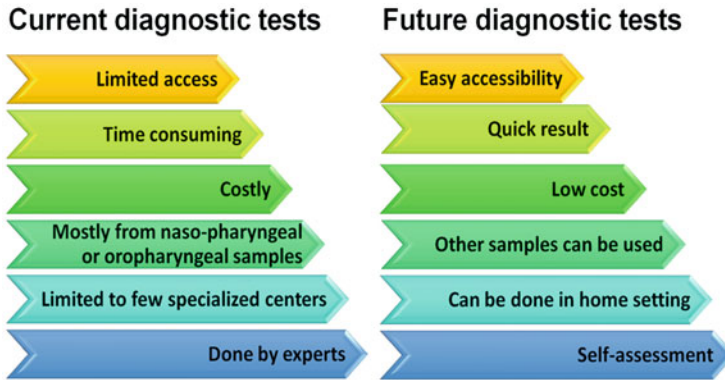 Current diagnostic tests
Limited access
Time consuming
Costly
Mostly from naso-pharyngeal
or oropharyngeal samples
Limited to few specialized centers
Done by experts
Future diagnostic tests
Easy accessibility
Quick result
Low cost
Other samples can be used
Can be done in home setting
Self-assessment